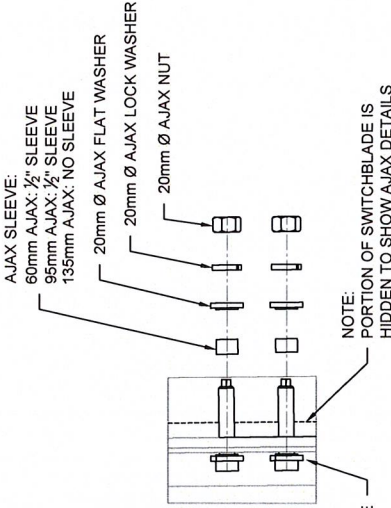 AJAX SLEEVE:
60mm AJAX: ½" SLEEVE
95mm AJAX: ½" SLEEVE
135mm AJAX: NO SLEEVE
20mm Ø AJAX FLAT WASHER
20mm Ø AJAX LOCK WASHER
20mm Ø AJAX NUT
NOTE:
PORTION OF SWITCHBLADE IS
HIDDEN TO SHOW AJAX DETAILS